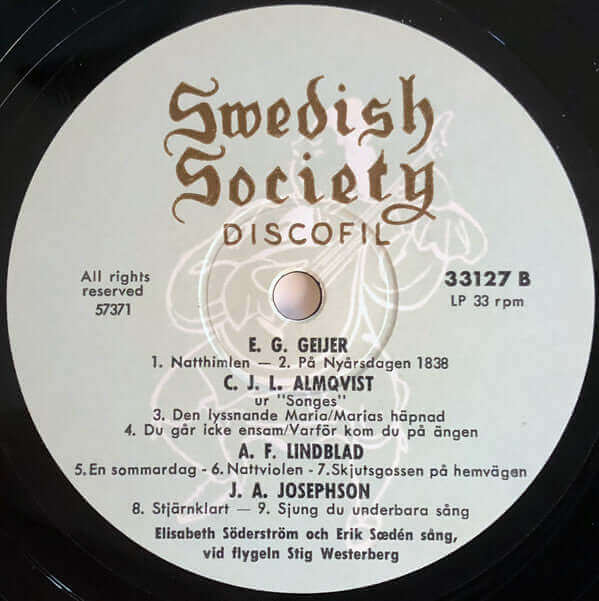 Swedish
Society
DISCOFIL
All rights
reserved
57371
33127 B
LP 33 rpm
E. G. GEIJER
1. Natthimlen — 2. På Nyårsdagen 1838
C. J. L. ALMQVIST
ur "Songes"
3. Den lyssnande Maria/Marias häpnad
4. Du går icke ensam/Varför kom du på ängen
A. F. LINDBLAD
5. En sommardag - 6. Nattviolen - 7. Skjutsgossen på hemvägen
J. A. JOSEPHSON
8. Stjärnklart — 9. Sjung du underbara sång
Elisabeth Söderström och Erik Sædén sång,
vid flygeln Stig Westerberg